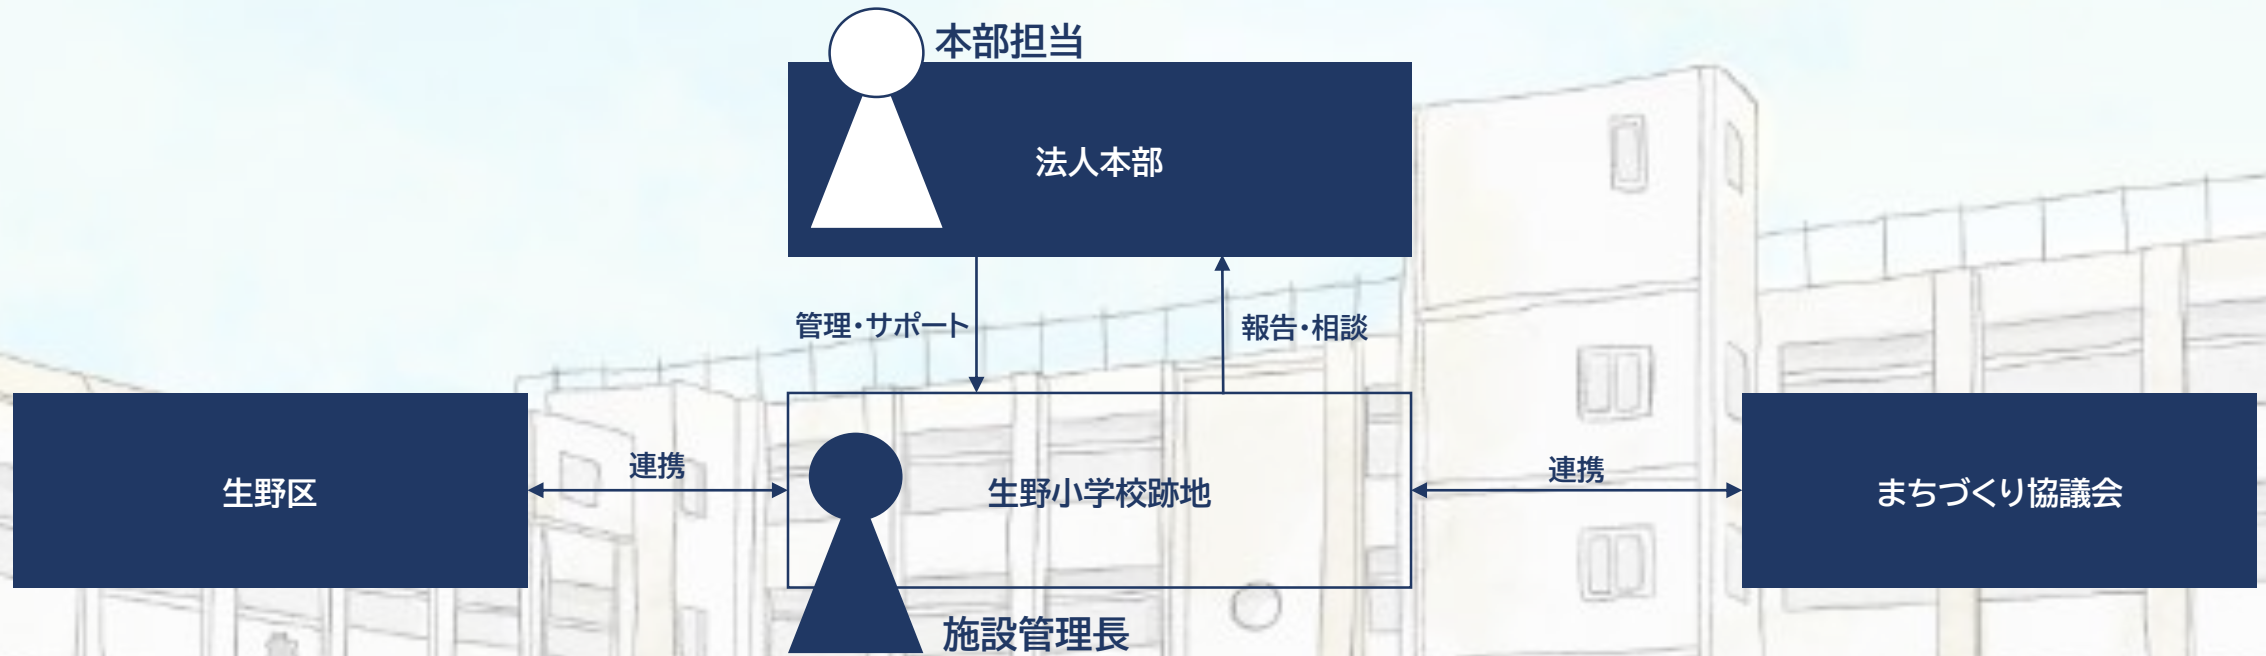 本部担当
法人本部
管理・サポート
報告・相談
生野区
連携
生野小学校跡地
連携
まちづくり協議会
施設管理長